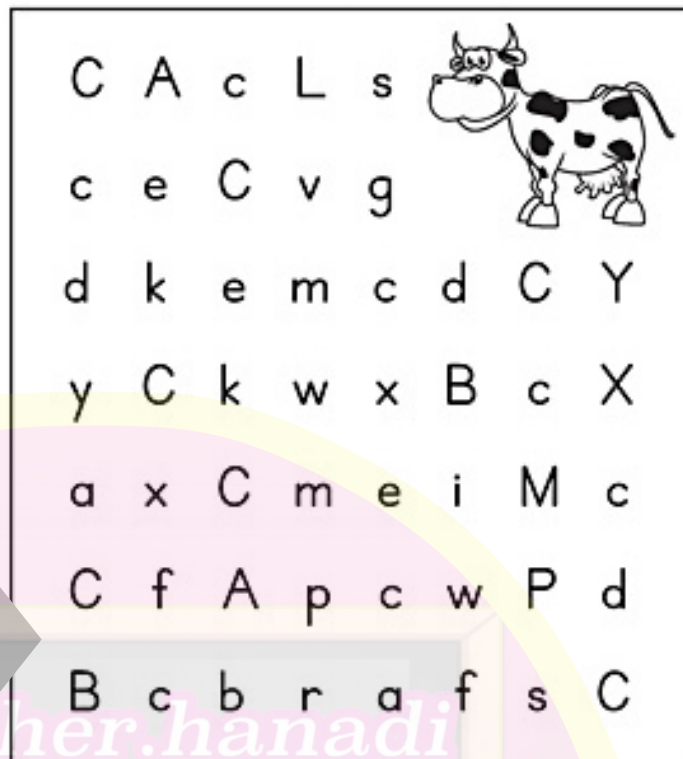 C A c L s
c e C v g
d k e m c d C Y
y C k w x B c X
a x C m e i M c
C f A p c w P d
B c b r a f s C
her.hanadi